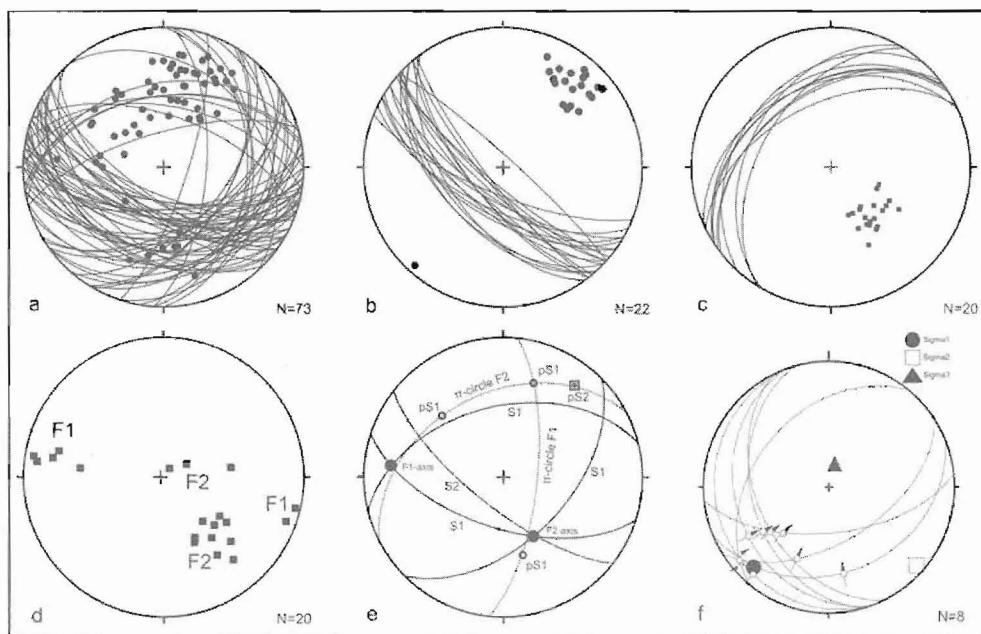 a
N=73
b
N=22
c
N=20
F1
F2
F1
F2
d
N=20
π-circle F2
pS1
pS1
pS2
S1
π-circle F1
F1-axis
S2
S1
S1
F2-axis
pS1
e
Sigma1
Sigma2
Sigma3
f
N=8